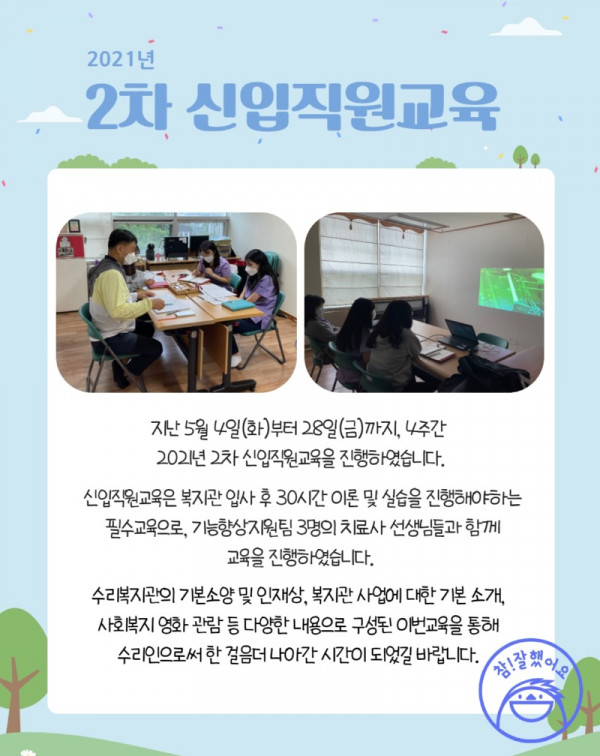 2021년
2차 신입직원교육
지난 5월 4일(화)부터 28일(금)까지, 4주간
2021년 2차 신입직원교육을 진행하였습니다.
신입직원교육은 복지관 입사 후 30시간 이론 및 실습을 진행해야하는
필수교육으로, 기능향상지원팀 3명의 치료사 선생님들과 함께
교육을 진행하였습니다.
수리복지관의 기본소양 및 인재상, 복지관 사업에 대한 기본 소개,
사회복지 영화 관람 등 다양한 내용으로 구성된 이번교육을 통해
수리인으로써 한 걸음더 나아간 시간이 되었길 바랍니다.
참!잘했어요